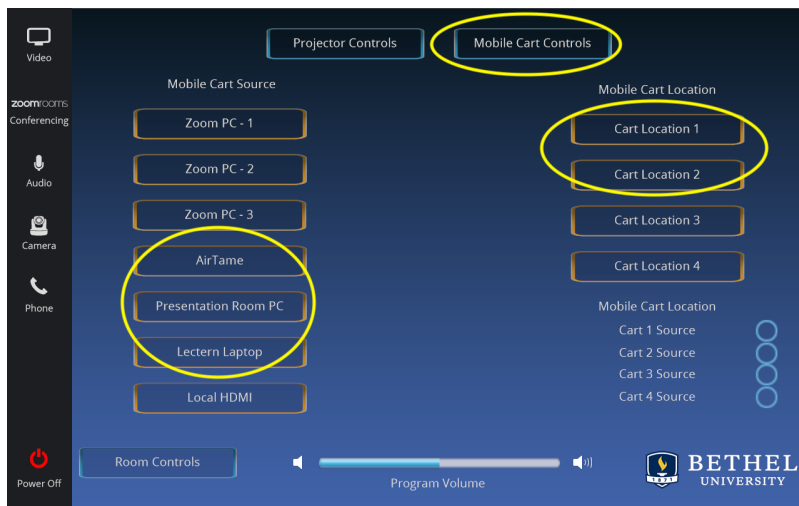 Video
zoomrooms
Conferencing
Audio
Camera
Phone
Power Off
Projector Controls
Mobile Cart Controls
Mobile Cart Source
Zoom PC - 1
Zoom PC - 2
Zoom PC - 3
AirTame
Presentation Room PC
Lectern Laptop
Local HDMI
Mobile Cart Location
Cart Location 1
Cart Location 2
Cart Location 3
Cart Location 4
Mobile Cart Location
Cart 1 Source
Cart 2 Source
Cart 3 Source
Cart 4 Source
Room Controls
Program Volume
1871
BETHEL
UNIVERSITY